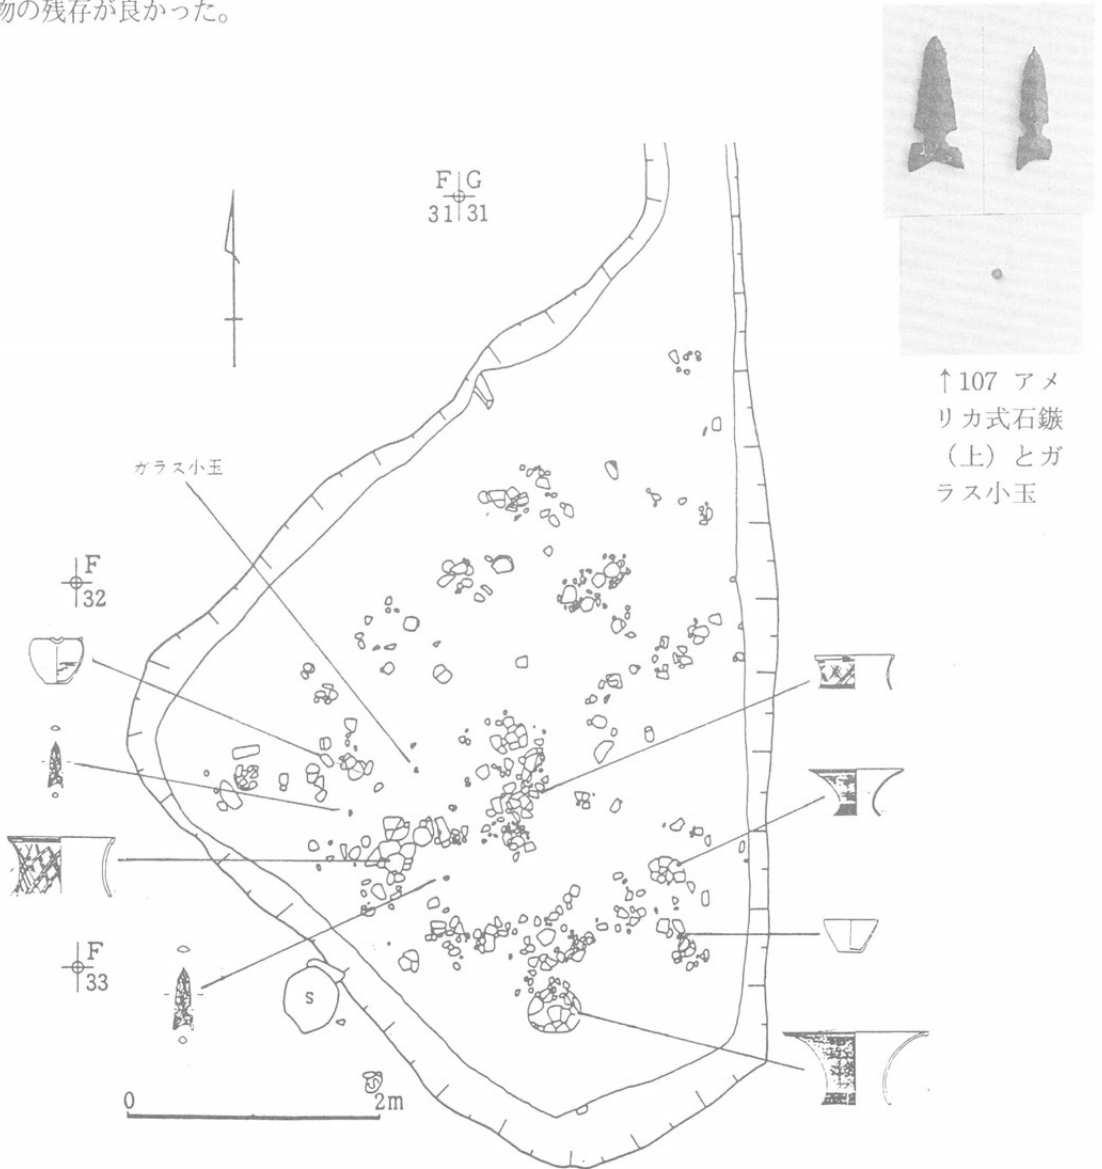 物の残存が良かった。
F G
31 31
↑107 アメ
リカ式石鏃
(上)とガ
ラス小玉
ガラス小玉
F
32
F
33
S
0 2m